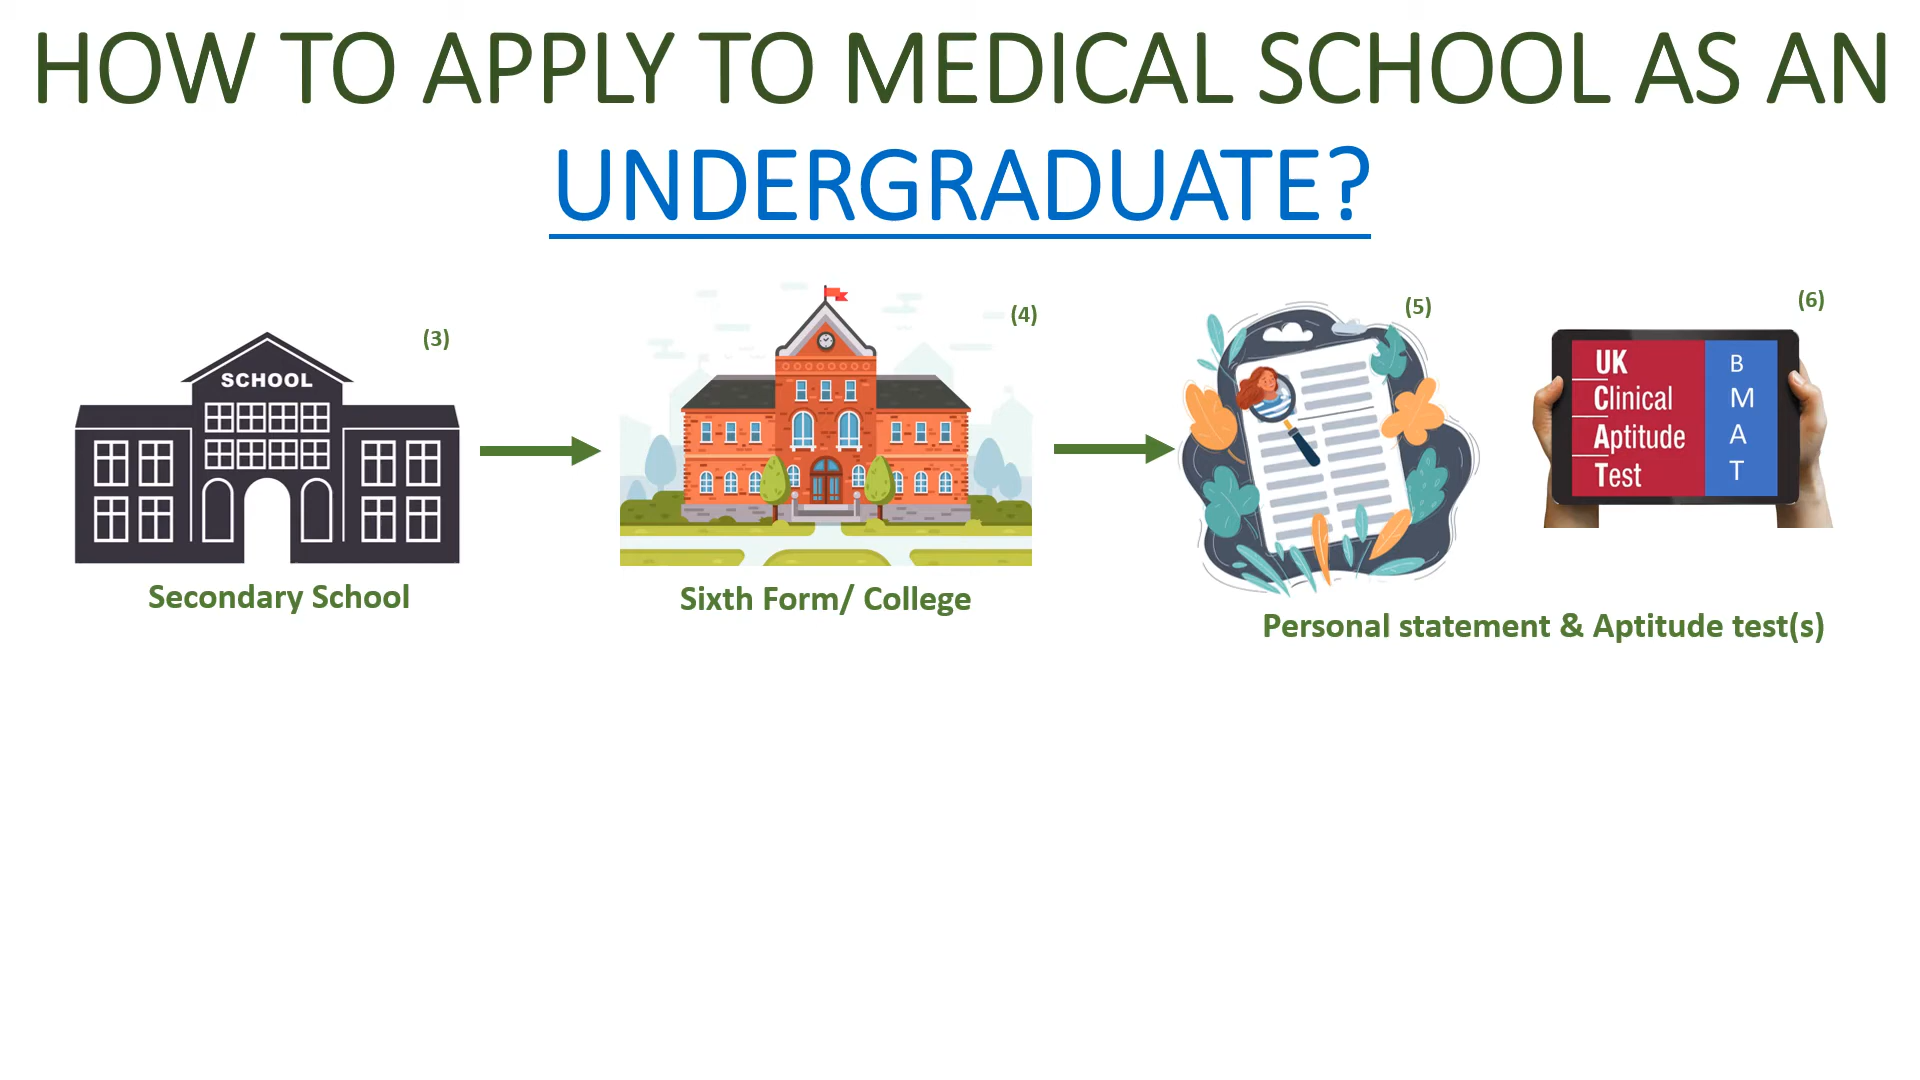 HOW TO APPLY TO MEDICAL SCHOOL AS AN
UNDERGRADUATE?
(3)
SCHOOL
Secondary School
(4)
Sixth Form/ College
(5)
(6)
UK
Clinical
Aptitude
Test
B
M
A
T
Personal statement & Aptitude test(s)